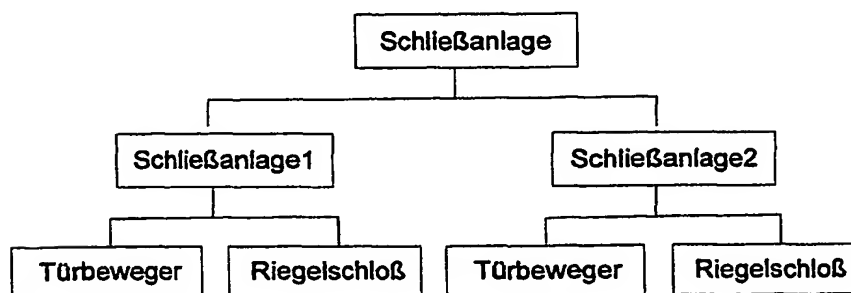 Schließanlage
Schließanlage1
Schließanlage2
Türbeweger
Riegelschloß
Türbeweger
Riegelschloß